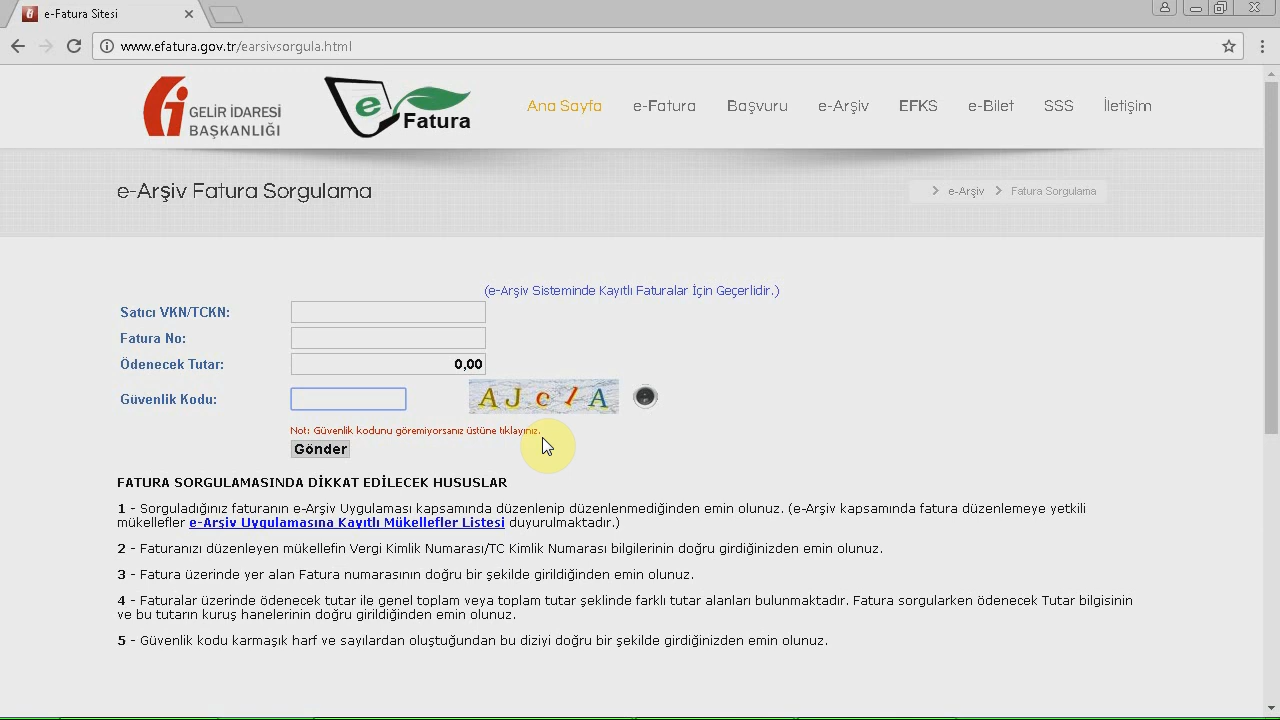 e-Fatura Sitesi
www.efatura.gov.tr/earsivsorgula.html
GELİR İDARESİ
BAŞKANLIĞI
e Fatura
Ana Sayfa e-Fatura Başvuru e-Arşiv EFKS e-Bilet SSS İletişim
e-Arşiv Fatura Sorgulama
e-Arşiv Fatura Sorgulama
(e-Arşiv Sisteminde Kayıtlı Faturalar İçin Geçerlidir.)
Satıcı VKN/TCKN:
Fatura No:
Ödenecek Tutar: 0,00
Güvenlik Kodu:
Not: Güvenlik kodunu göremiyorsanız üstüne tıklayınız.
Gönder
FATURA SORGULAMASINDA DİKKAT EDİLECEK HUSUSLAR
1 - Sorguladığınız faturanın e-Arşiv Uygulaması kapsamında düzenlenip düzenlenmediğinden emin olunuz. (e-Arşiv kapsamında fatura düzenlemeye yetkili
mükellefler e-Arşiv Uygulamasına Kayıtlı Mükellefler Listesi duyurulmaktadır.)
2 - Faturanızı düzenleyen mükellefin Vergi Kimlik Numarası/TC Kimlik Numarası bilgilerinin doğru girdiğinizden emin olunuz.
3 - Fatura üzerinde yer alan Fatura numarasının doğru bir şekilde girildiğinden emin olunuz.
4 - Faturalar üzerinde ödenecek tutar ile genel toplam veya toplam tutar şeklinde farklı tutar alanları bulunmaktadır. Fatura sorgularken ödenecek Tutar bilgisinin
ve bu tutarın kuruş hanelerinin doğru girildiğinden emin olunuz.
5 - Güvenlik kodu karmaşık harf ve sayılardan oluştuğundan bu diziyi doğru bir şekilde girdiğinizden emin olunuz.